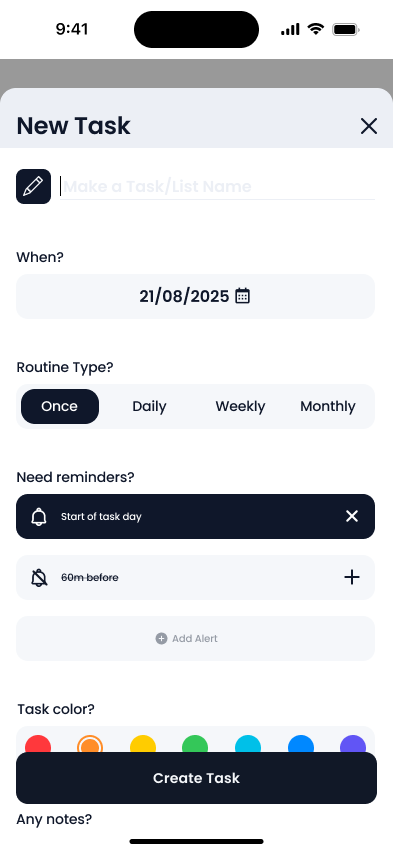 9:41
New Task
Make a Task/List Name
When?
21/08/2025
Routine Type?
Once Daily Weekly Monthly
Need reminders?
Start of task day
60m before
Add Alert
Task color?
Create Task
Any notes?